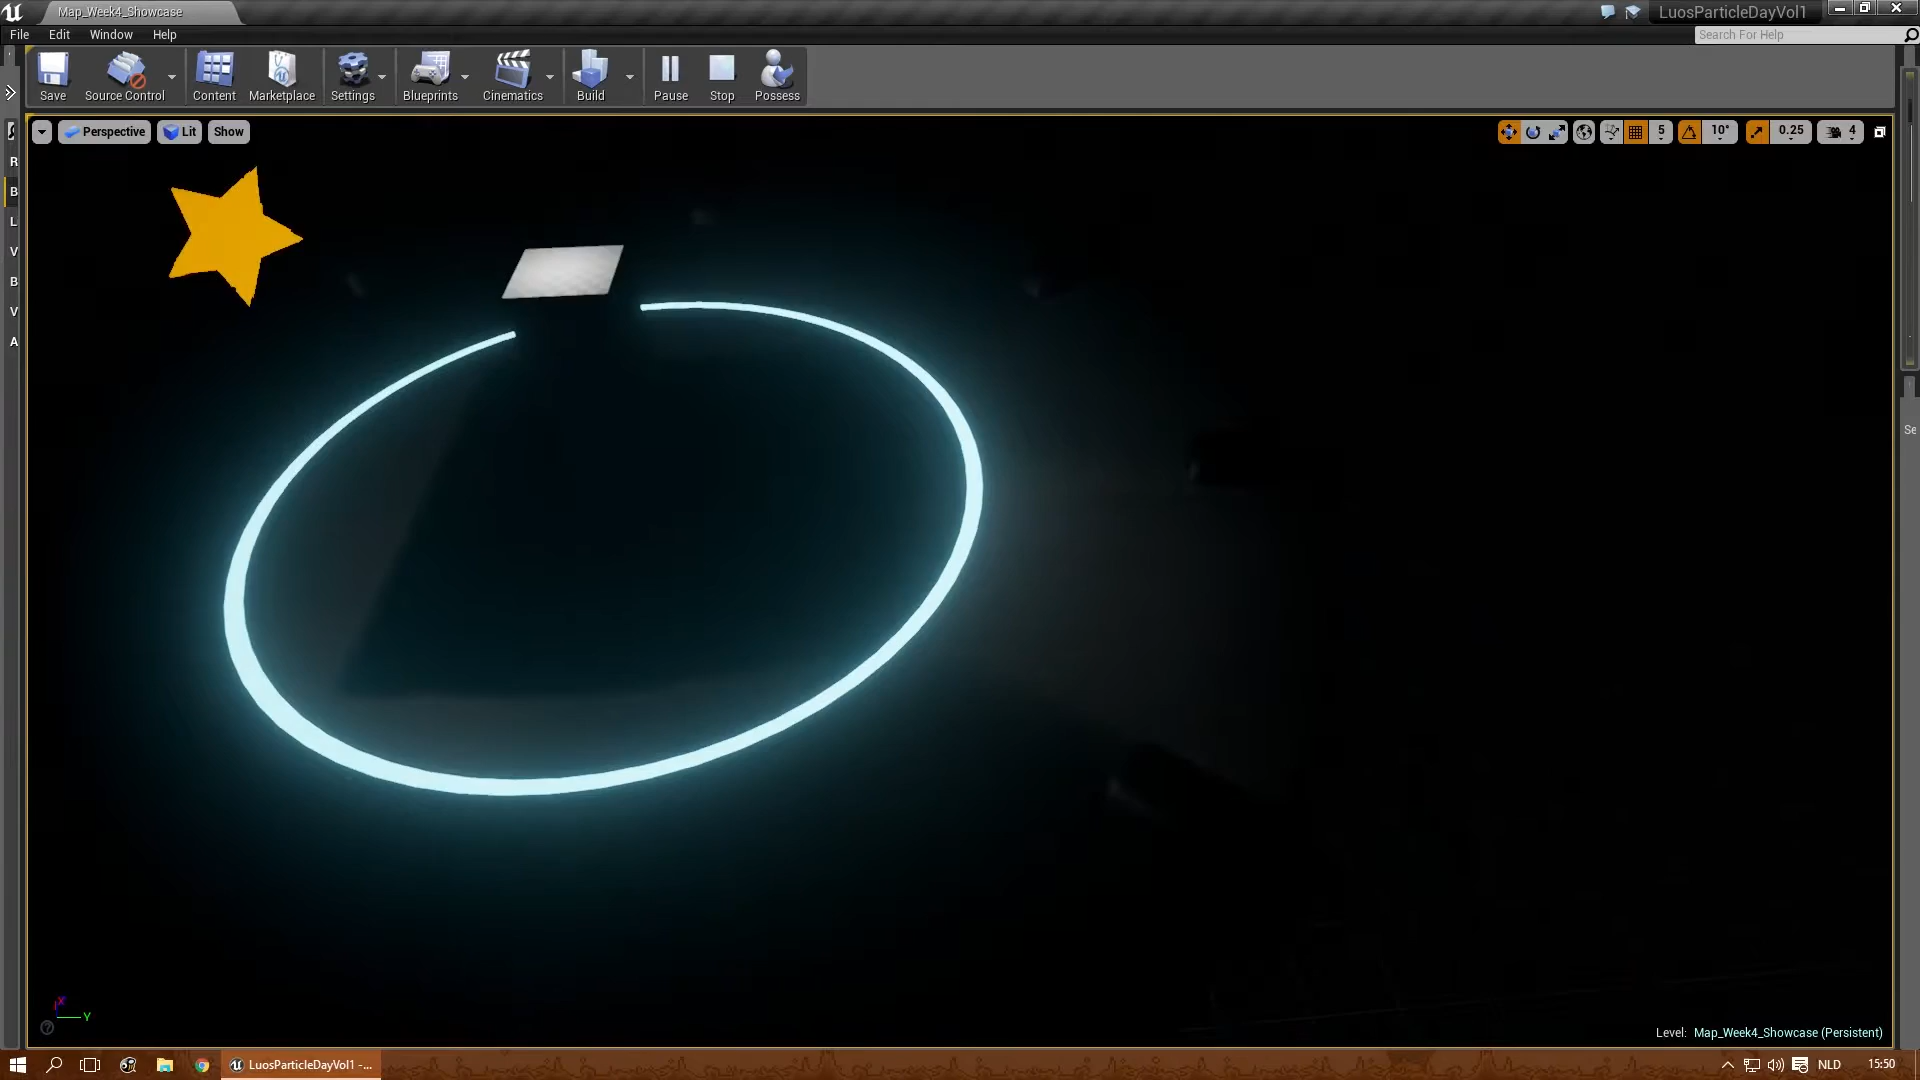 Map_Week4_Showcase
LuosParticleDayVol1
File Edit Window Help
Search For Help
Save Source Control Content Marketplace Settings Blueprints Cinematics Build Pause Stop Possess
Perspective Lit Show
5 10° 0.25 4
R
B
L
V
B
V
A
Se
X
Y
Level: Map_Week4_Showcase (Persistent)
LuosParticleDayVol1 -...
NLD 15:50